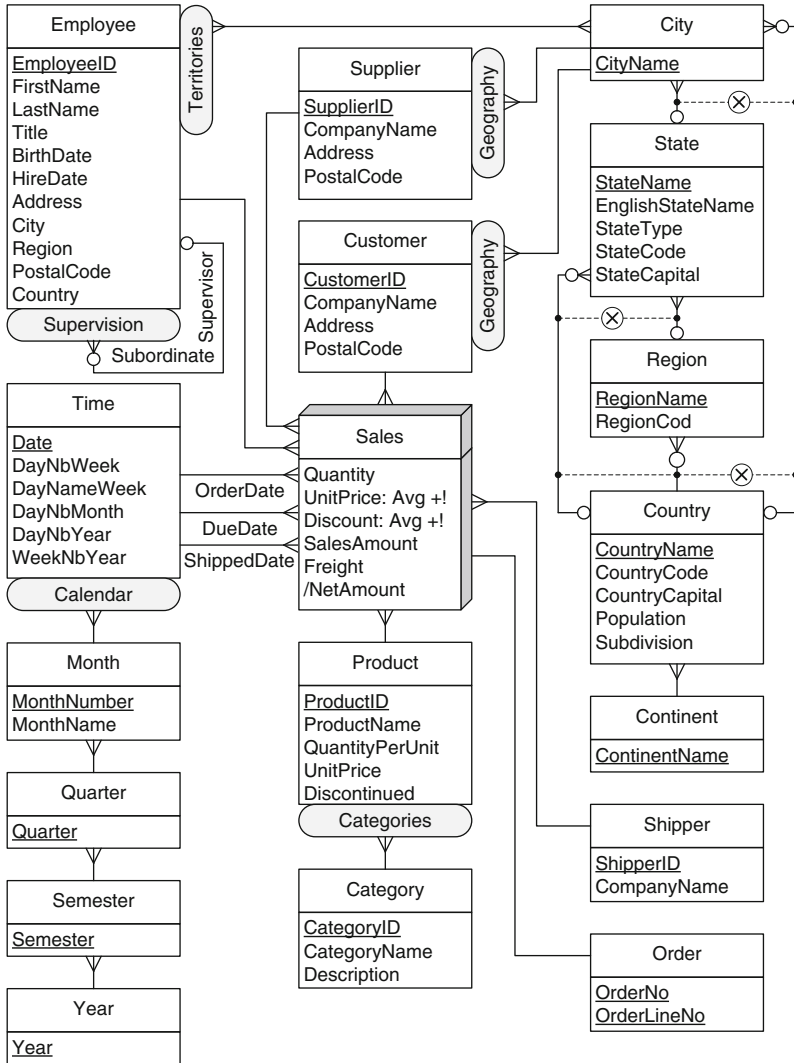 Employee
EmployeeID
FirstName
LastName
Title
BirthDate
HireDate
Address
City
Region
PostalCode
Country
Supervision
Territories
Supervisor
Subordinate
Supplier
SupplierID
CompanyName
Address
PostalCode
Geography
Customer
CustomerID
CompanyName
Address
PostalCode
Geography
City
CityName
State
StateName
EnglishStateName
StateType
StateCode
StateCapital
Region
RegionName
RegionCod
Country
CountryName
CountryCode
CountryCapital
Population
Subdivision
Continent
ContinentName
Time
Date
DayNbWeek
DayNameWeek
DayNbMonth
DayNbYear
WeekNbYear
Calendar
OrderDate
DueDate
ShippedDate
Sales
Quantity
UnitPrice: Avg +!
Discount: Avg +!
SalesAmount
Freight
/NetAmount
Month
MonthNumber
MonthName
Quarter
Quarter
Semester
Semester
Year
Year
Product
ProductID
ProductName
QuantityPerUnit
UnitPrice
Discontinued
Categories
Category
CategoryID
CategoryName
Description
Shipper
ShipperID
CompanyName
Order
OrderNo
OrderLineNo